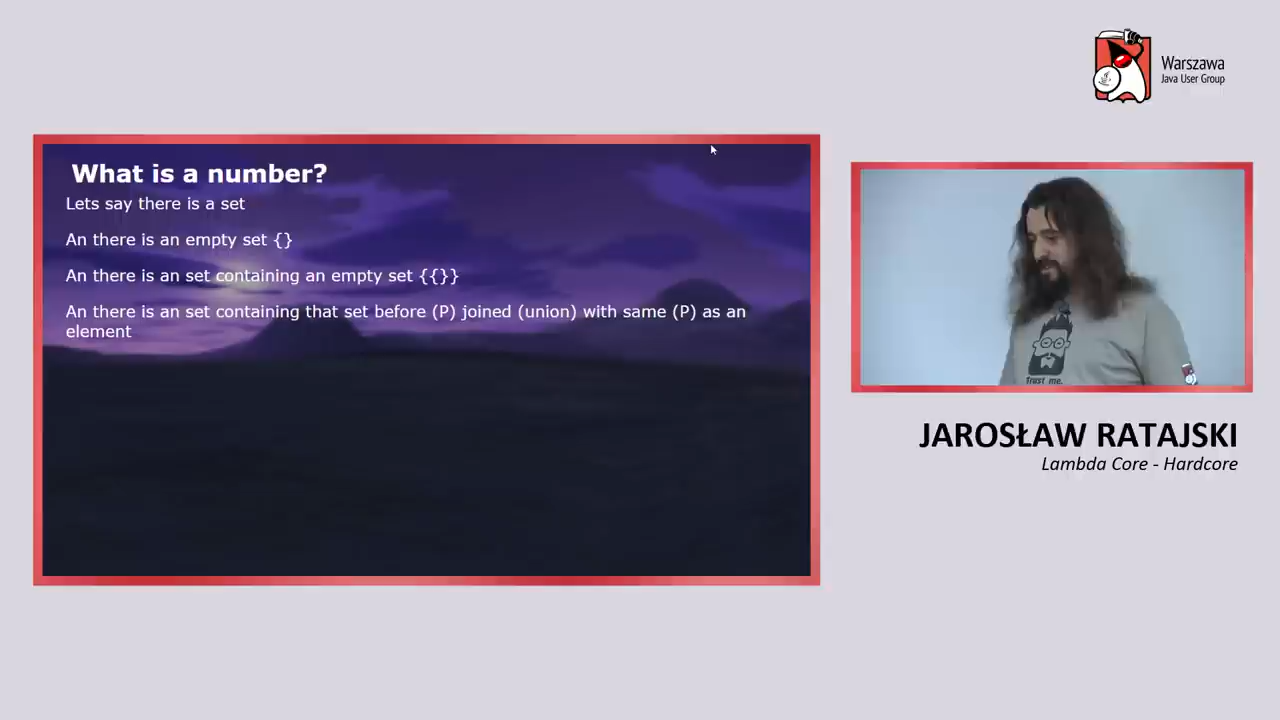 Warszawa
Java User Group
What is a number?
Lets say there is a set
An there is an empty set {}
An there is an set containing an empty set {{}}
An there is an set containing that set before (P) joined (union) with same (P) as an
element
Trust me.
JAROSŁAW RATAJSKI
Lambda Core - Hardcore